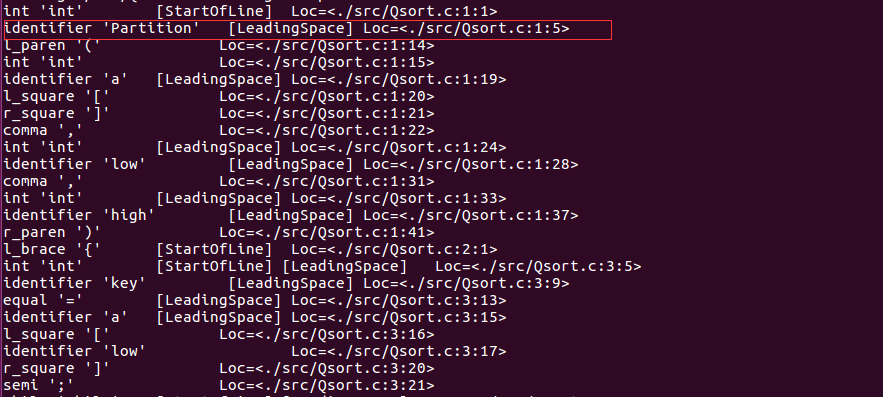 int 'int' [StartOfLine] Loc=<./src/Qsort.c:1:1>
identifier 'Partition' [LeadingSpace] Loc=<./src/Qsort.c:1:5>
l_paren '(' Loc=<./src/Qsort.c:1:14>
int 'int' Loc=<./src/Qsort.c:1:15>
identifier 'a' [LeadingSpace] Loc=<./src/Qsort.c:1:19>
l_square '[' Loc=<./src/Qsort.c:1:20>
r_square ']' Loc=<./src/Qsort.c:1:21>
comma ',' Loc=<./src/Qsort.c:1:22>
int 'int' [LeadingSpace] Loc=<./src/Qsort.c:1:24>
identifier 'low' [LeadingSpace] Loc=<./src/Qsort.c:1:28>
comma ',' Loc=<./src/Qsort.c:1:31>
int 'int' [LeadingSpace] Loc=<./src/Qsort.c:1:33>
identifier 'high' [LeadingSpace] Loc=<./src/Qsort.c:1:37>
r_paren ')' Loc=<./src/Qsort.c:1:41>
l_brace '{' [StartOfLine] Loc=<./src/Qsort.c:2:1>
int 'int' [StartOfLine] [LeadingSpace] Loc=<./src/Qsort.c:3:5>
identifier 'key' [LeadingSpace] Loc=<./src/Qsort.c:3:9>
equal '=' [LeadingSpace] Loc=<./src/Qsort.c:3:13>
identifier 'a' [LeadingSpace] Loc=<./src/Qsort.c:3:15>
l_square '[' Loc=<./src/Qsort.c:3:16>
identifier 'low' Loc=<./src/Qsort.c:3:17>
r_square ']' Loc=<./src/Qsort.c:3:20>
semi ';' Loc=<./src/Qsort.c:3:21>